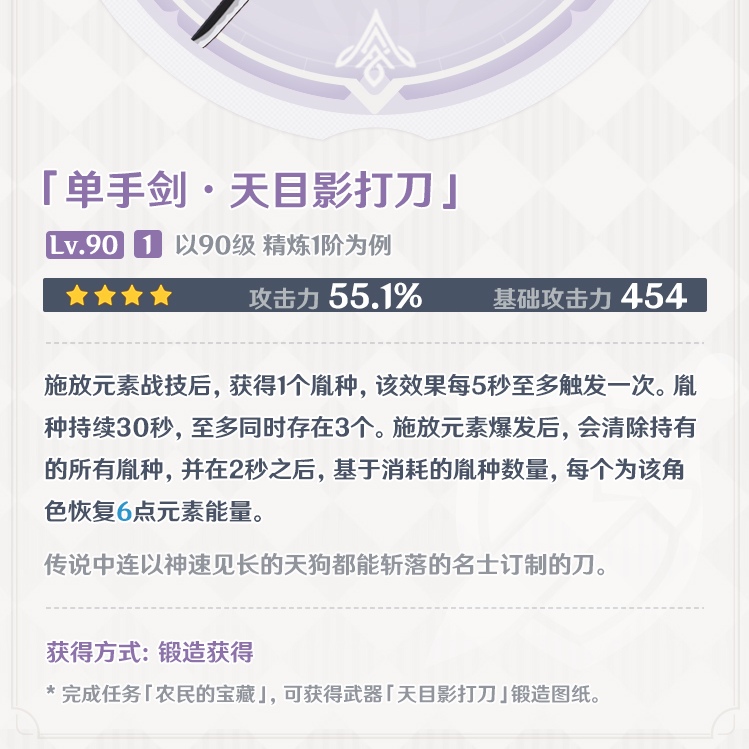 「单手剑·天目影打刀」
Lv.90 1 以90级 精炼1阶为例
★★★★ 攻击力 55.1% 基础攻击力 454
施放元素战技后, 获得1个胤种, 该效果每5秒至多触发一次。胤
种持续30秒, 至多同时存在3个。施放元素爆发后, 会清除持有
的所有胤种, 并在2秒之后, 基于消耗的胤种数量, 每个为该角
色恢复6点元素能量。
传说中连以神速见长的天狗都能斩落的名士订制的刀。
获得方式: 锻造获得
* 完成任务「农民的宝藏」, 可获得武器「天目影打刀」锻造图纸。